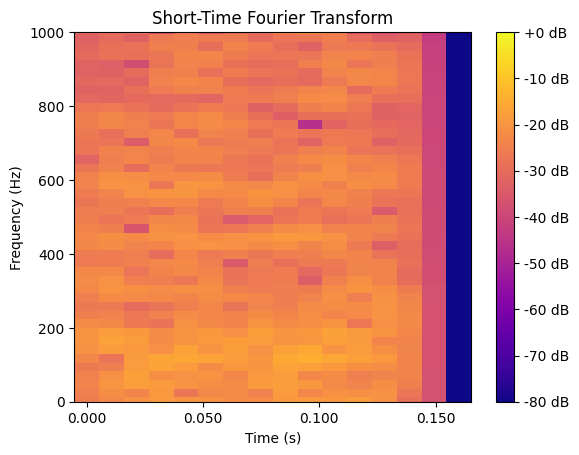 Short-Time Fourier Transform
Frequency (Hz)
1000
800
600
400
200
0
0.000
0.050
0.100
0.150
Time (s)
+0 dB
-10 dB
-20 dB
-30 dB
-40 dB
-50 dB
-60 dB
-70 dB
-80 dB